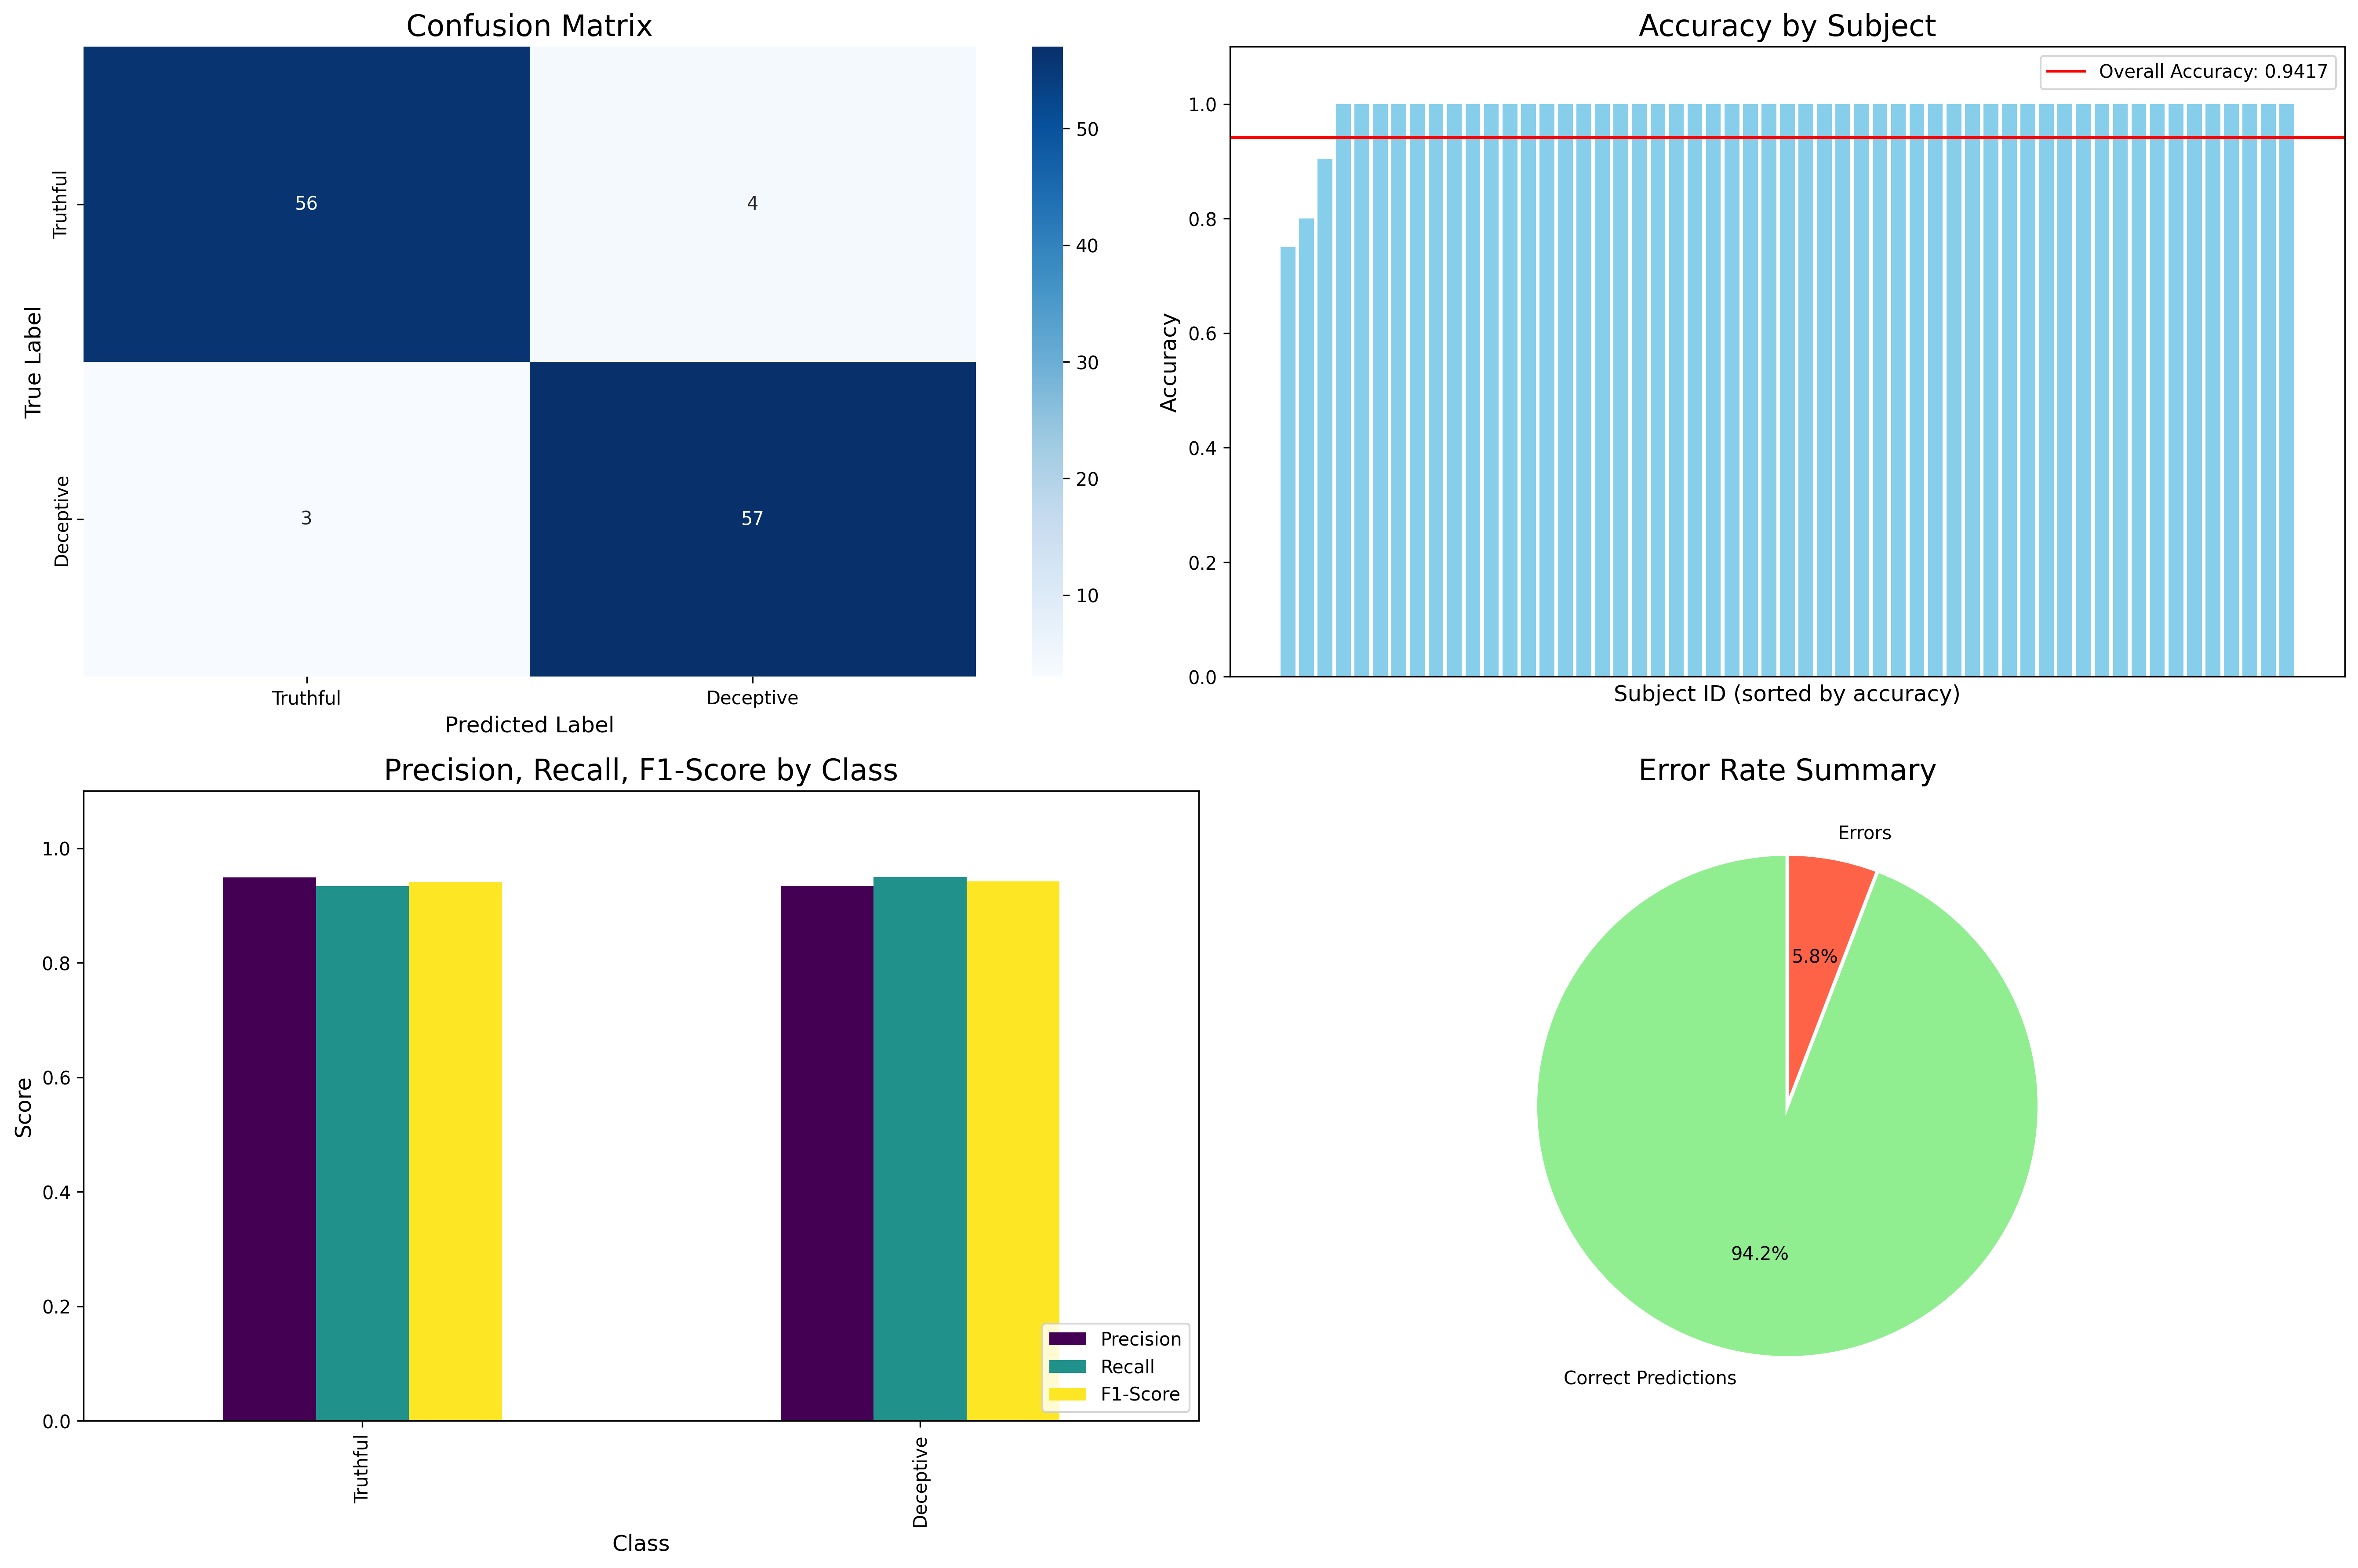 Confusion Matrix
Truthful
Deceptive
True Label
56
4
3
57
Truthful
Deceptive
Predicted Label
50
40
30
20
10
Accuracy by Subject
Overall Accuracy: 0.9417
1.0
0.8
0.6
0.4
0.2
0.0
Accuracy
Subject ID (sorted by accuracy)
Precision, Recall, F1-Score by Class
1.0
0.8
0.6
0.4
0.2
0.0
Score
Precision
Recall
F1-Score
Truthful
Deceptive
Class
Error Rate Summary
Errors
5.8%
94.2%
Correct Predictions